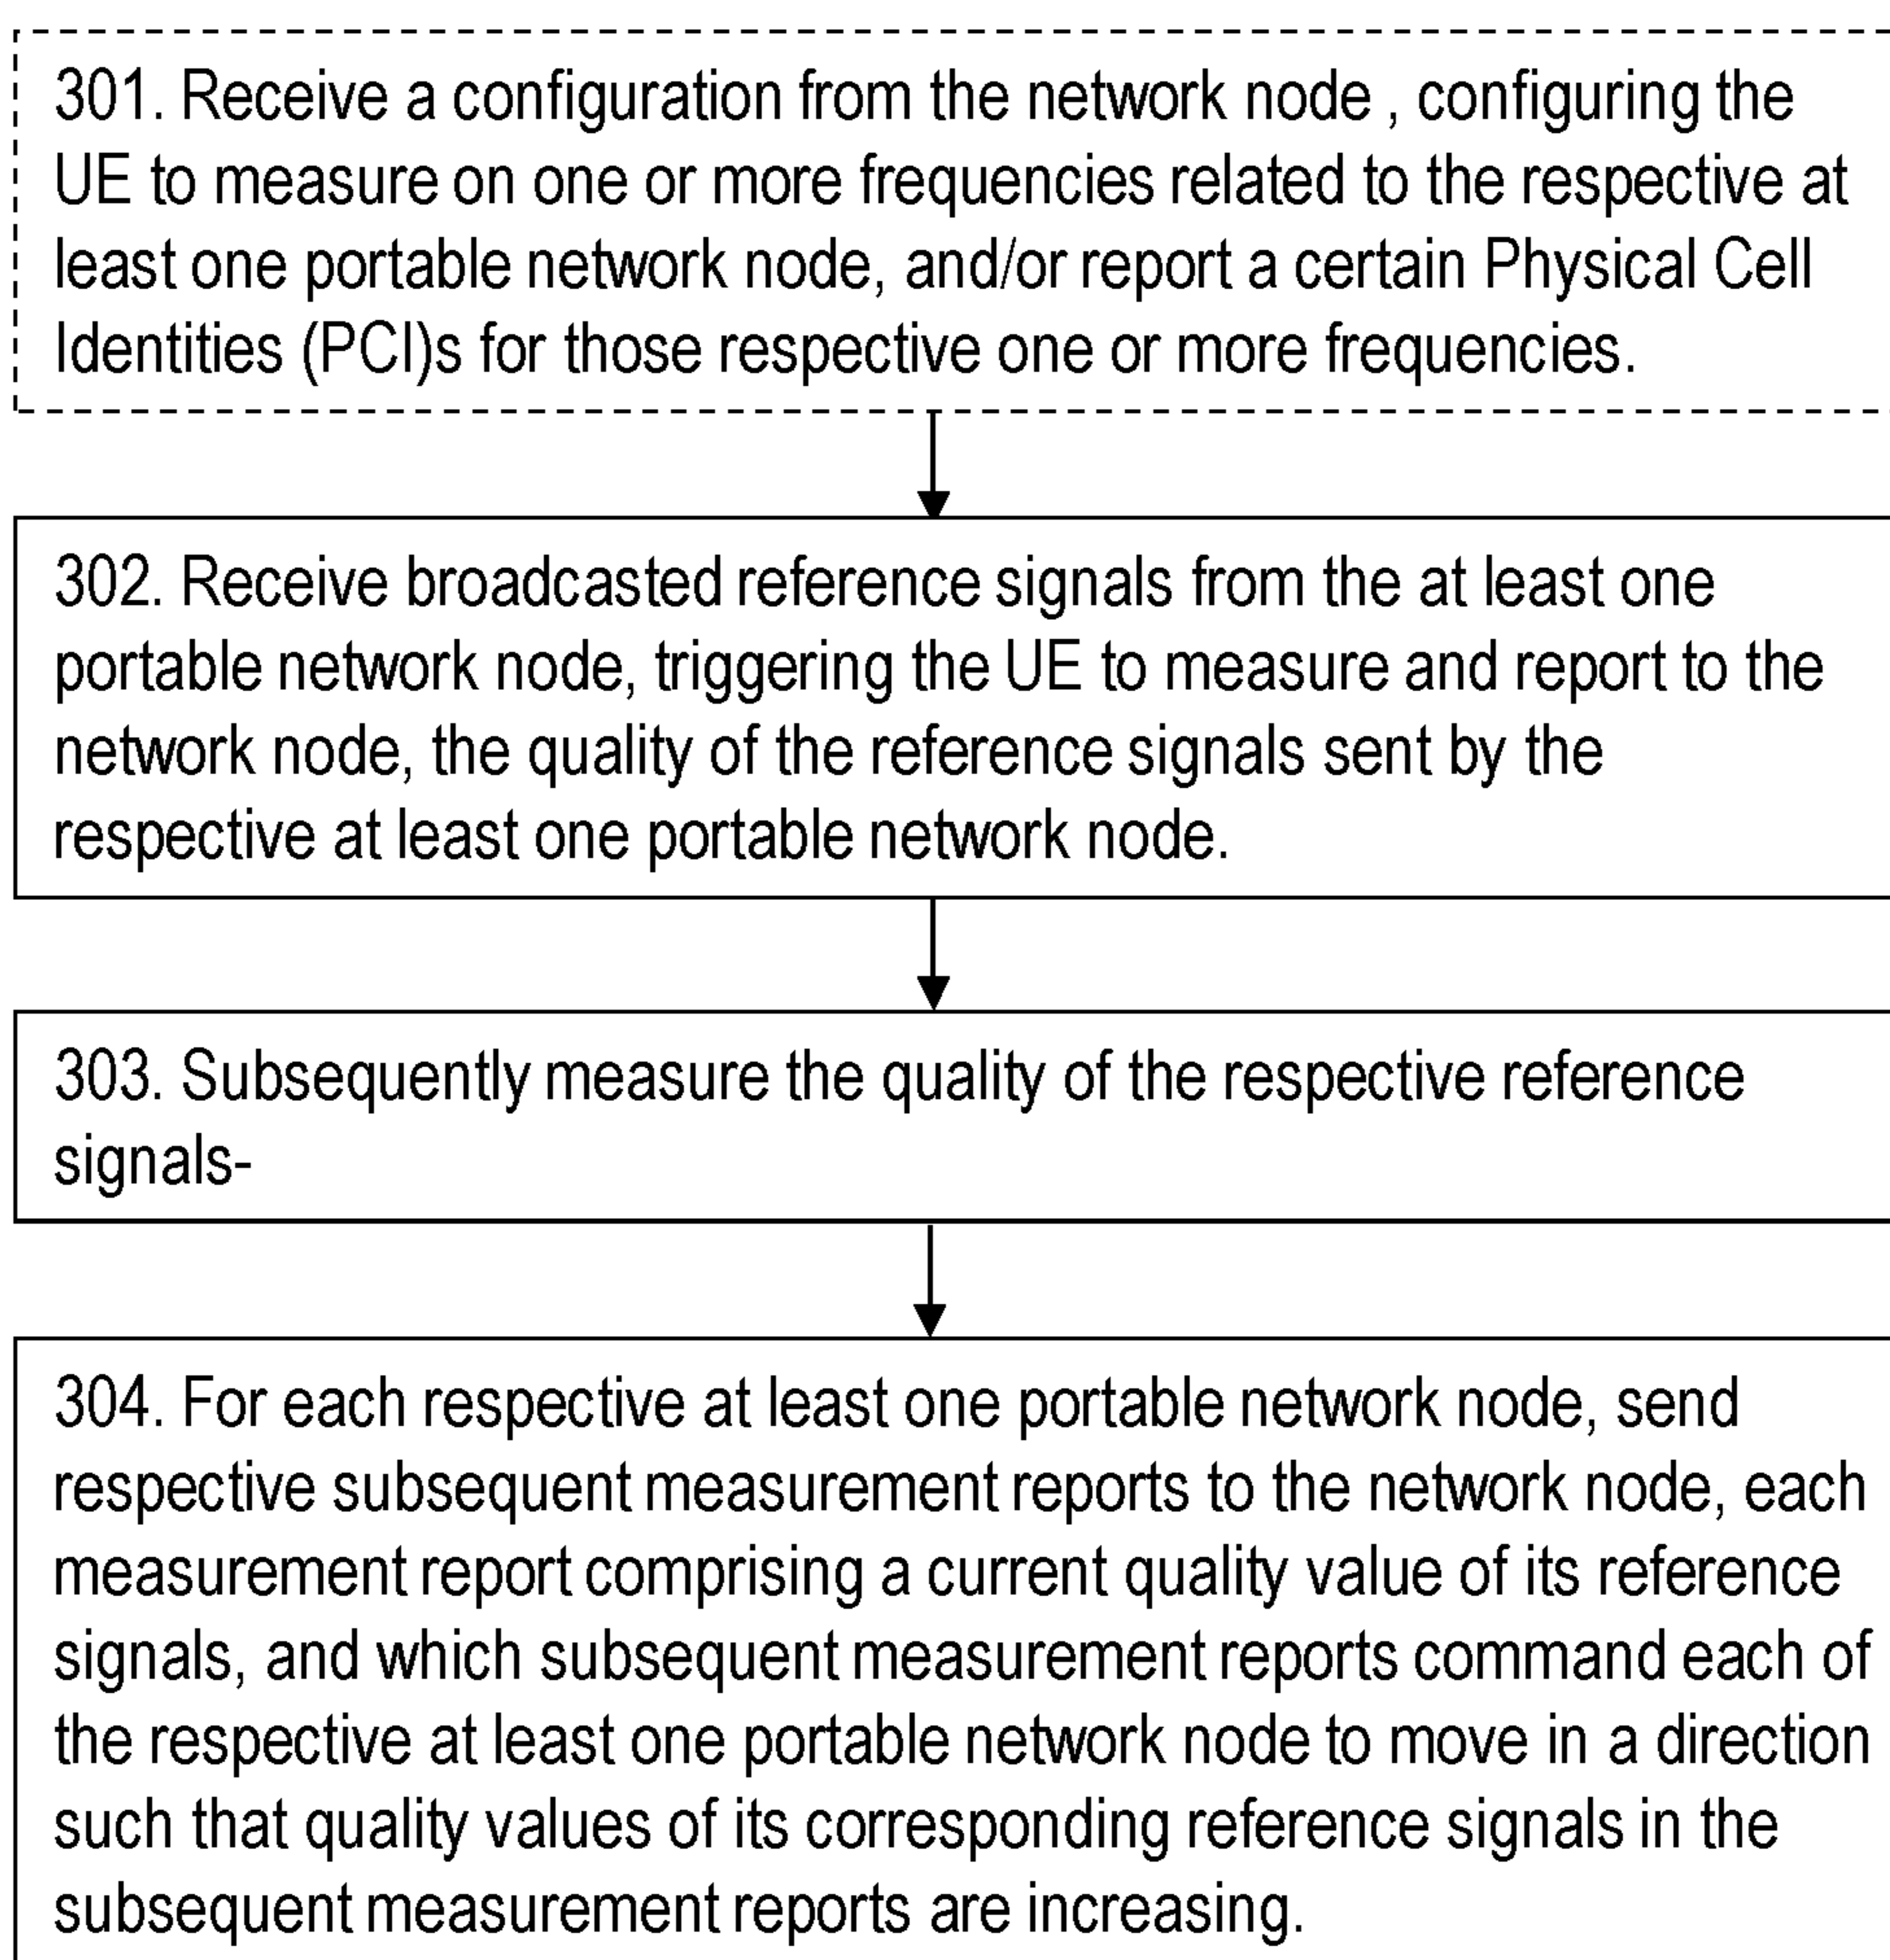 301. Receive a configuration from the network node , configuring the
UE to measure on one or more frequencies related to the respective at
least one portable network node, and/or report a certain Physical Cell
Identities (PCI)s for those respective one or more frequencies.
302. Receive broadcasted reference signals from the at least one
portable network node, triggering the UE to measure and report to the
network node, the quality of the reference signals sent by the
respective at least one portable network node.
303. Subsequently measure the quality of the respective reference
signals-
304. For each respective at least one portable network node, send
respective subsequent measurement reports to the network node, each
measurement report comprising a current quality value of its reference
signals, and which subsequent measurement reports command each of
the respective at least one portable network node to move in a direction
such that quality values of its corresponding reference signals in the
subsequent measurement reports are increasing.